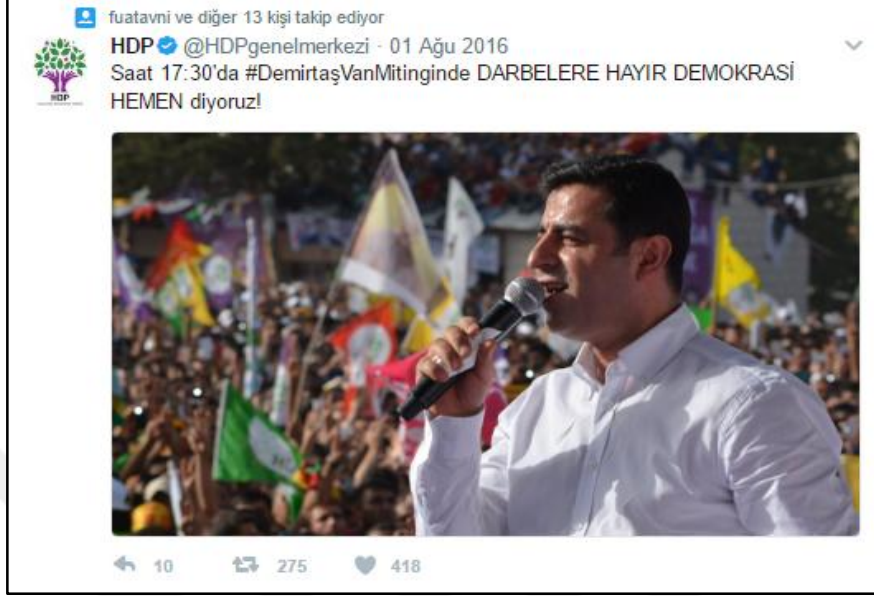 fuatavni ve diğer 13 kişi takip ediyor
HDP @HDPgenelmerkezi · 01 Ağu 2016
Saat 17:30'da #DemirtaşVanMitinginde DARBELERE HAYIR DEMOKRASİ
HEMEN diyoruz!
HDP
10 275 418